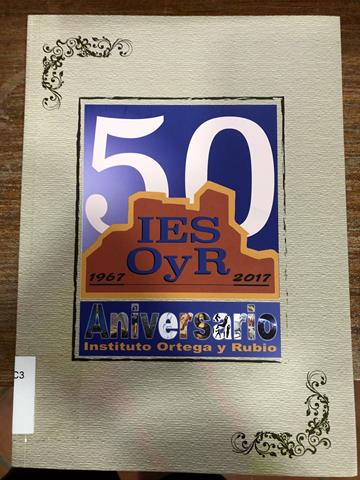 50
IES
OyR
1967 2017
Aniversario
Instituto Ortega y Rubio
C3